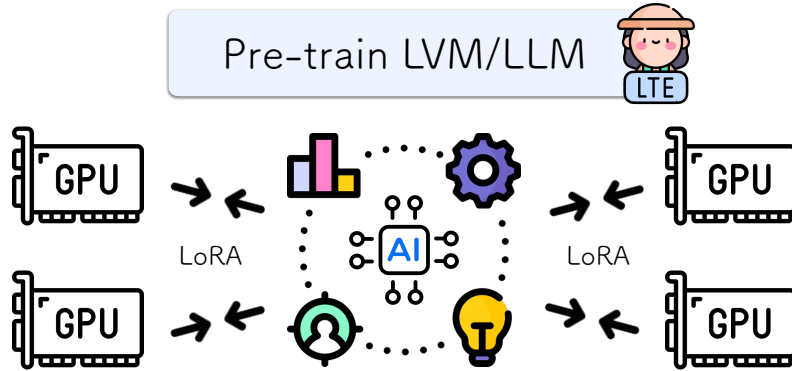 Pre-train LVM/LLM
LTE
GPU
GPU
LoRA
AI
LoRA
GPU
GPU